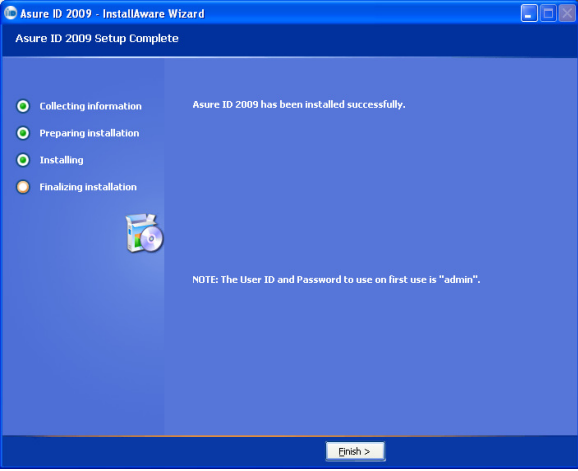 Asure ID 2009 - InstallAware Wizard
Asure ID 2009 Setup Complete
Collecting information
Preparing installation
Installing
Finalizing installation
Asure ID 2009 has been installed successfully.
NOTE: The User ID and Password to use on first use is "admin".
Finish >